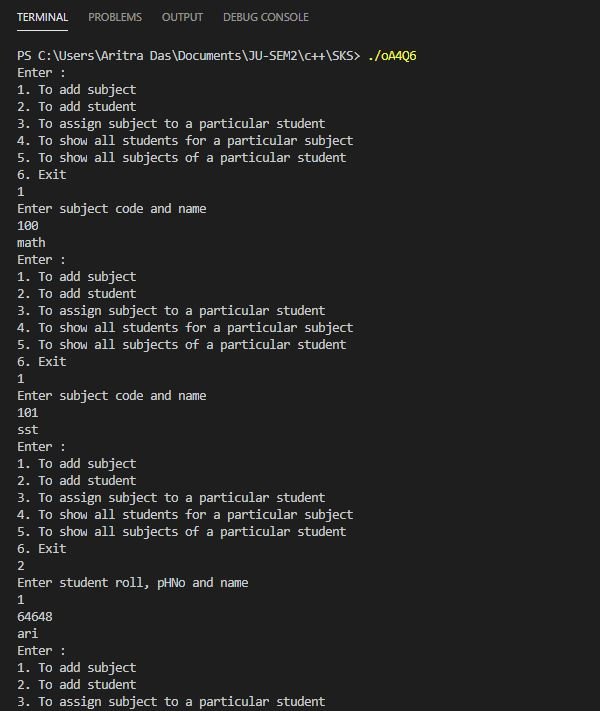 TERMINAL PROBLEMS OUTPUT DEBUG CONSOLE
PS C:\Users\Aritra Das\Documents\JU-SEM2\c++\SKS> ./oA4Q6
Enter :
1. To add subject
2. To add student
3. To assign subject to a particular student
4. To show all students for a particular subject
5. To show all subjects of a particular student
6. Exit
1
Enter subject code and name
100
math
Enter :
1. To add subject
2. To add student
3. To assign subject to a particular student
4. To show all students for a particular subject
5. To show all subjects of a particular student
6. Exit
1
Enter subject code and name
101
sst
Enter :
1. To add subject
2. To add student
3. To assign subject to a particular student
4. To show all students for a particular subject
5. To show all subjects of a particular student
6. Exit
2
Enter student roll, pHNo and name
1
64648
ari
Enter :
1. To add subject
2. To add student
3. To assign subject to a particular student